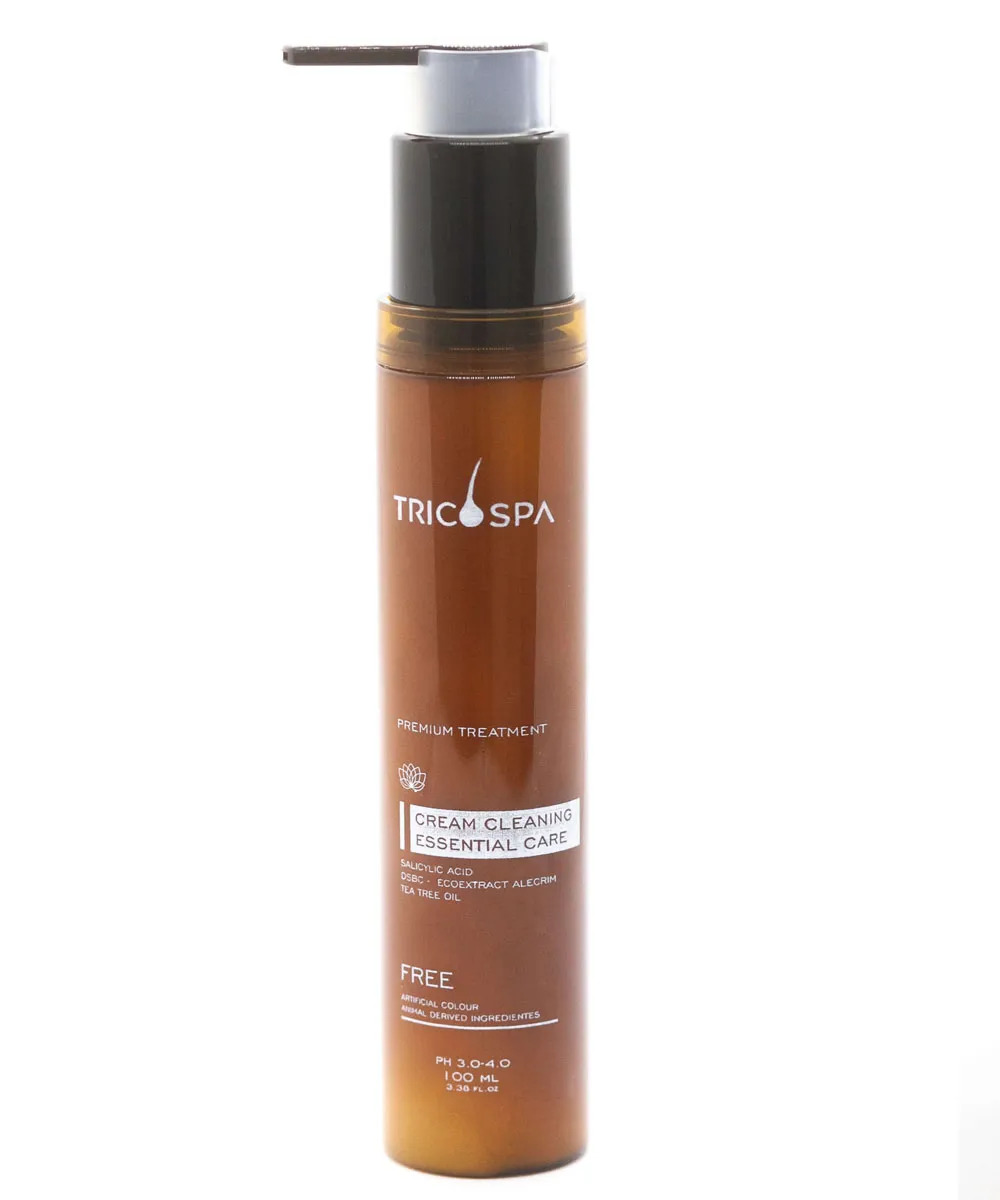 TRICOSPA
PREMIUM TREATMENT
CREAM CLEANING
ESSENTIAL CARE
SALICYLIC ACID
DSBC - ECOEXTRACT ALECRIM
TEA TREE OIL
FREE
ARTIFICIAL COLOUR
ANIMAL DERIVED INGREDIENTES
PH 3.0-4.0
100 ML
3.38 FL.OZ